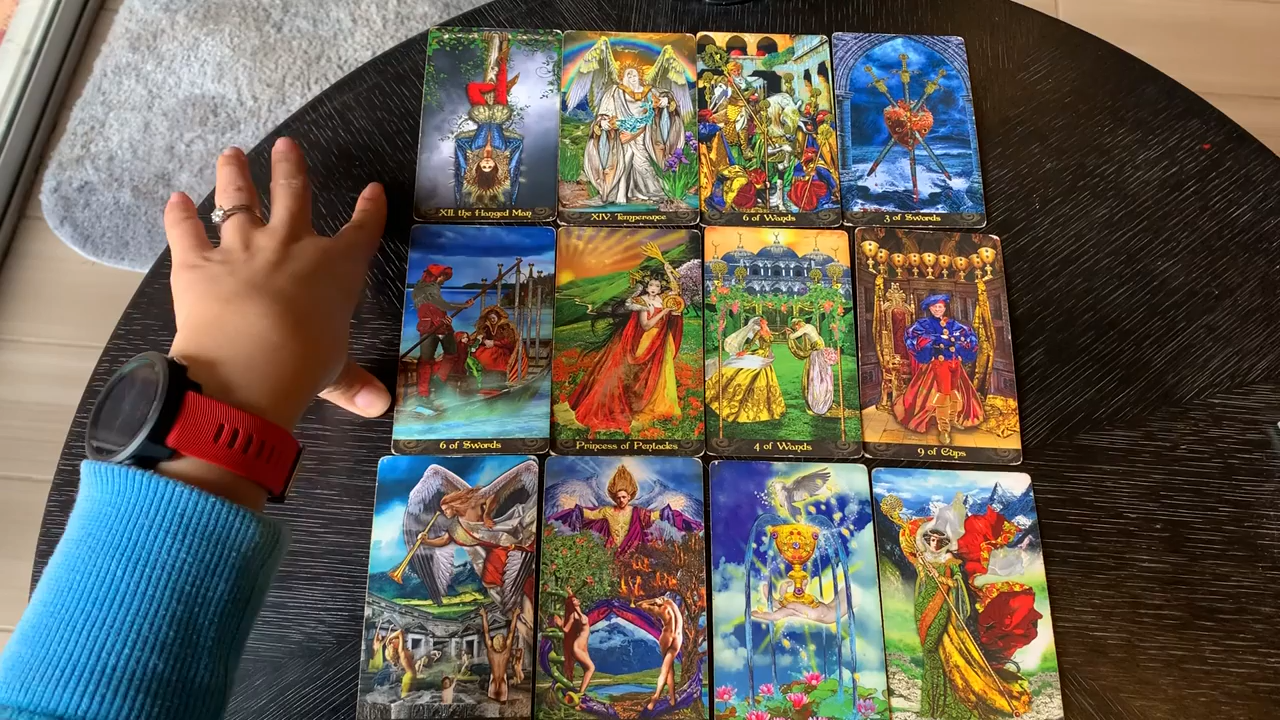 XII. the Hanged Man
XIV. Temperance
6 of Wands
3 of Swords
6 of Swords
Princess of Pentacles
4 of Wands
9 of Cups